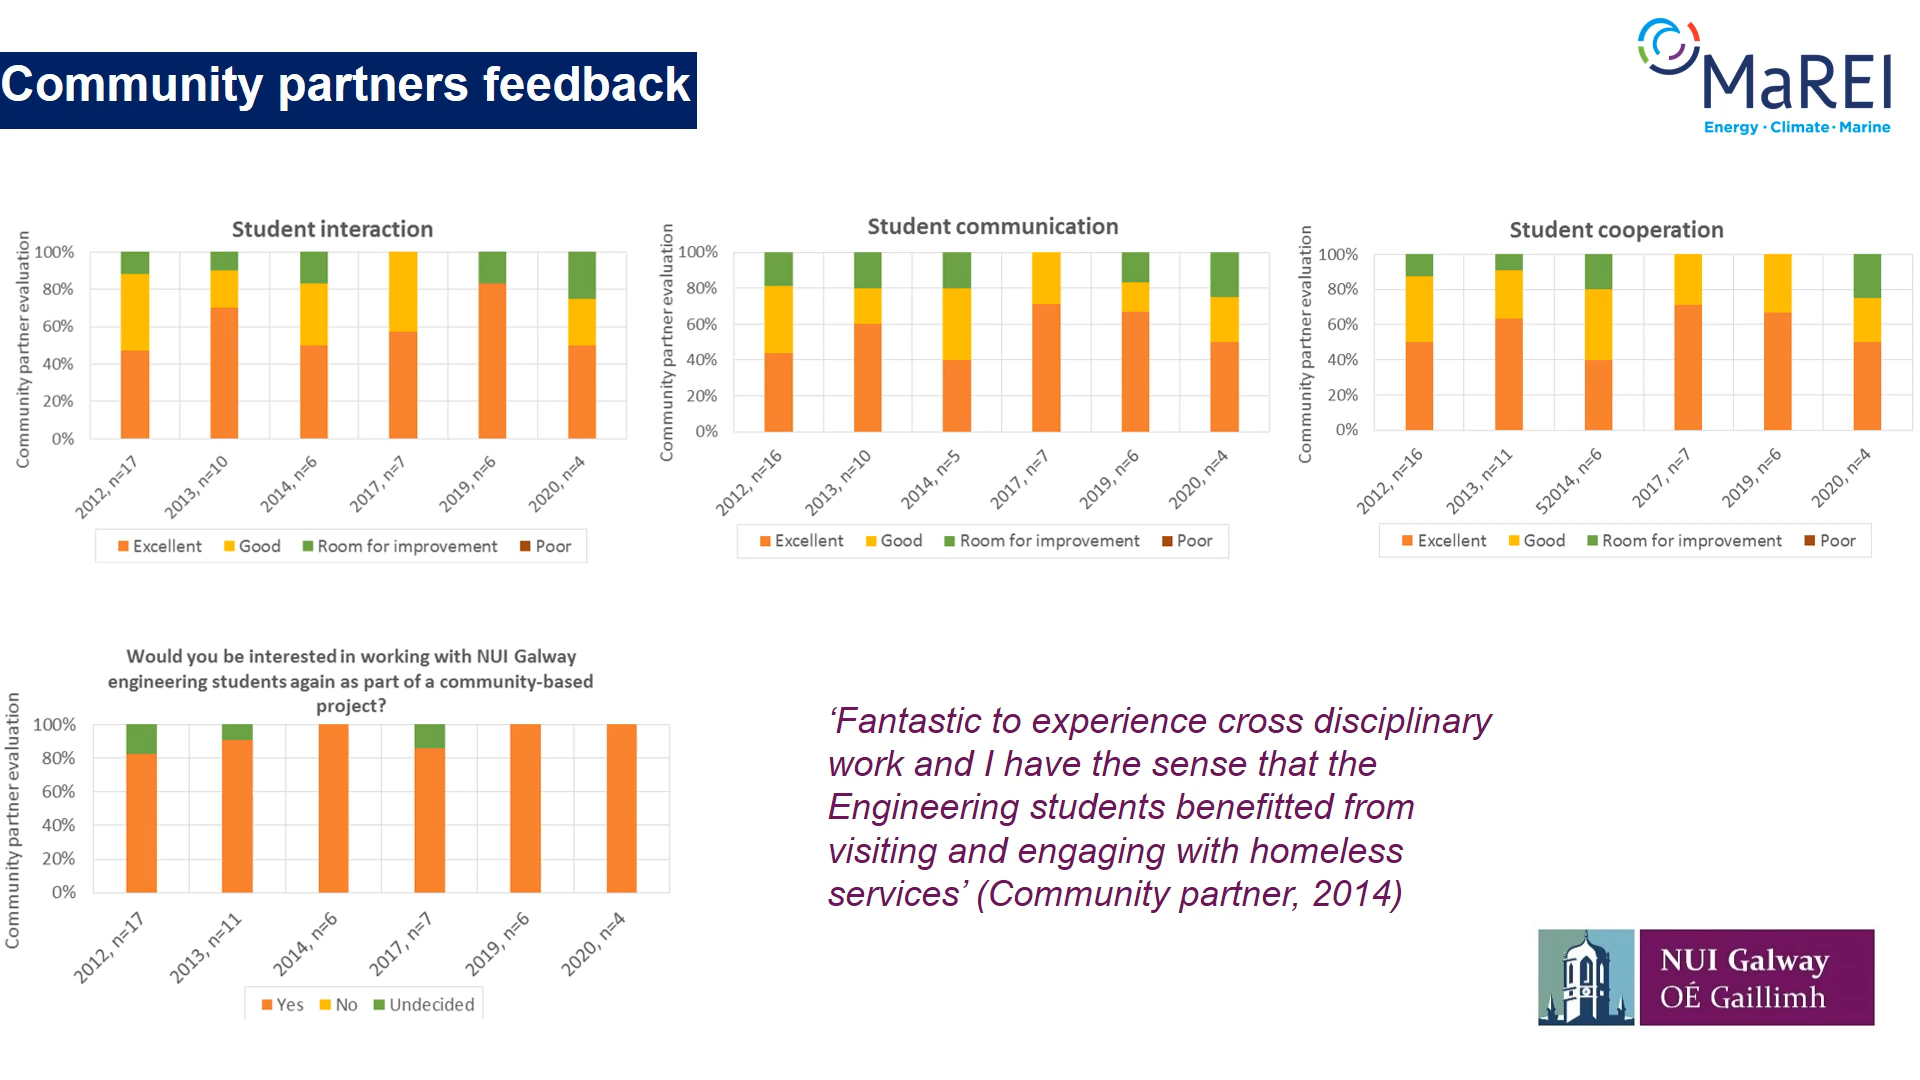 Community partners feedback
MaREI
Energy · Climate · Marine
Student interaction
Community partner evaluation
100%
80%
60%
40%
20%
0%
2012, n=17
2013, n=10
2014, n=6
2017, n=7
2019, n=6
2020, n=4
Excellent Good Room for improvement Poor
Student communication
Community partner evaluation
100%
80%
60%
40%
20%
0%
2012, n=16
2013, n=10
2014, n=5
2017, n=7
2019, n=6
2020, n=4
Excellent Good Room for improvement Poor
Student cooperation
Community partner evaluation
100%
80%
60%
40%
20%
0%
2012, n=16
2013, n=11
52014, n=6
2017, n=7
2019, n=6
2020, n=4
Excellent Good Room for improvement Poor
Would you be interested in working with NUI Galway
engineering students again as part of a community-based
project?
Community partner evaluation
100%
80%
60%
40%
20%
0%
2012, n=17
2013, n=11
2014, n=6
2017, n=7
2019, n=6
2020, n=4
Yes No Undecided
‘Fantastic to experience cross disciplinary
work and I have the sense that the
Engineering students benefitted from
visiting and engaging with homeless
services’ (Community partner, 2014)
NUI Galway
OÉ Gaillimh